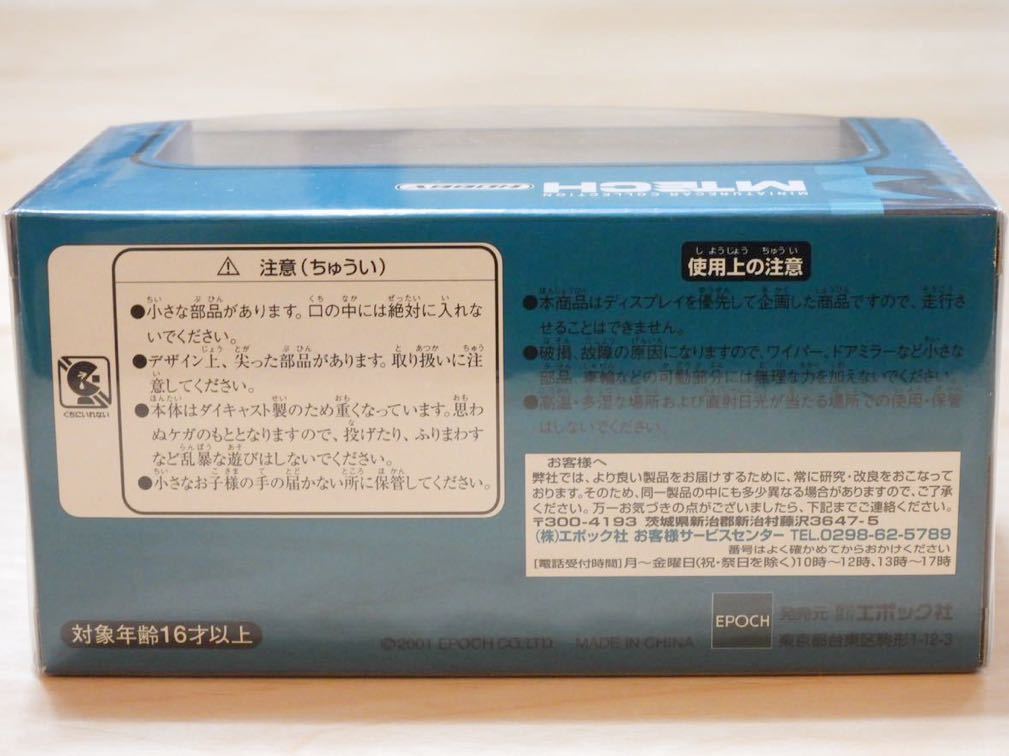 MTECH
MINIATURECAR COLLECTION
⚠ 注意(ちゅうい)
●小さな部品があります。口の中には絶対に入れな
いでください。
●デザイン上、尖った部品があります。取り扱いに注
意してください。
●本体はダイキャスト製のため重くなっています。思わ
ぬケガのもととなりますので、投げたり、ふりまわす
など乱暴な遊びはしないでください。
●小さなお子様の手の届かない所に保管してください。
くちにいれない
対象年齢16才以上
しようじょう ちゅうい
使用上の注意
●本商品はディスプレイを優先して企画した商品ですので、走行さ
せることはできません。
●破損、故障の原因になりますので、ワイパー、ドアミラーなど小さな
部品、車輪などの可動部分には無理な力を加えないでください。
●高温・多湿な場所および直射日光が当たる場所での使用・保管
はしないでください。
お客様へ
弊社では、より良い製品をお届けするために、常に研究・改良をおこなって
おります。そのため、同一製品の中にも多少異なる場合がありますので、ご了承
ください。万一お気づきの点がございましたら、下記までご連絡ください。
〒300-4193 茨城県新治郡新治村藤沢3647-5
(株)エポック社 お客様サービスセンター TEL.0298-62-5789
番号はよく確かめてからおかけください
[電話受付時間]月〜金曜日(祝・祭日を除く)10時〜12時、13時〜17時
©2001 EPOCH CO., LTD. MADE IN CHINA
EPOCH
発売元 株式会社エポック社
東京都台東区駒形1-12-3